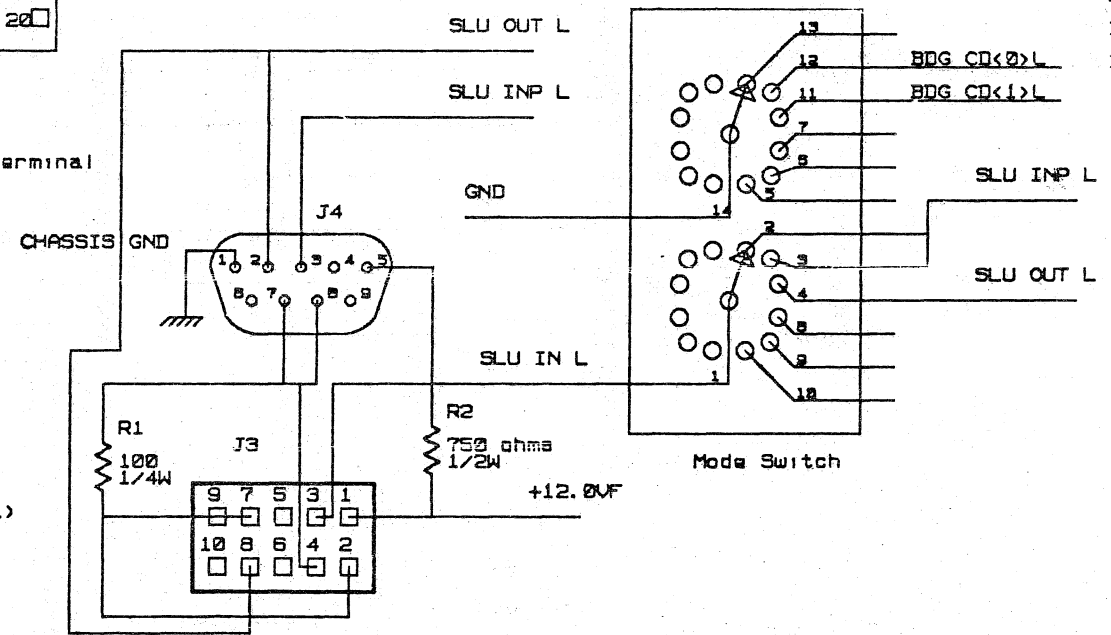 20
SLU OUT L
SLU INP L
erminal
GND
J4
CHASSIS GND
1 2 3 4 5
6 7 8 9
SLU IN L
R1
100
1/4W
J3
R2
750 ohms
1/2W
+12.0VF
9 7 5 3 1
10 8 6 4 2
13
12
BDG CD<0>L
11
BDG CD<1>L
7
6
5
14
2
SLU INP L
3
SLU OUT L
4
8
9
1
10
Mode Switch